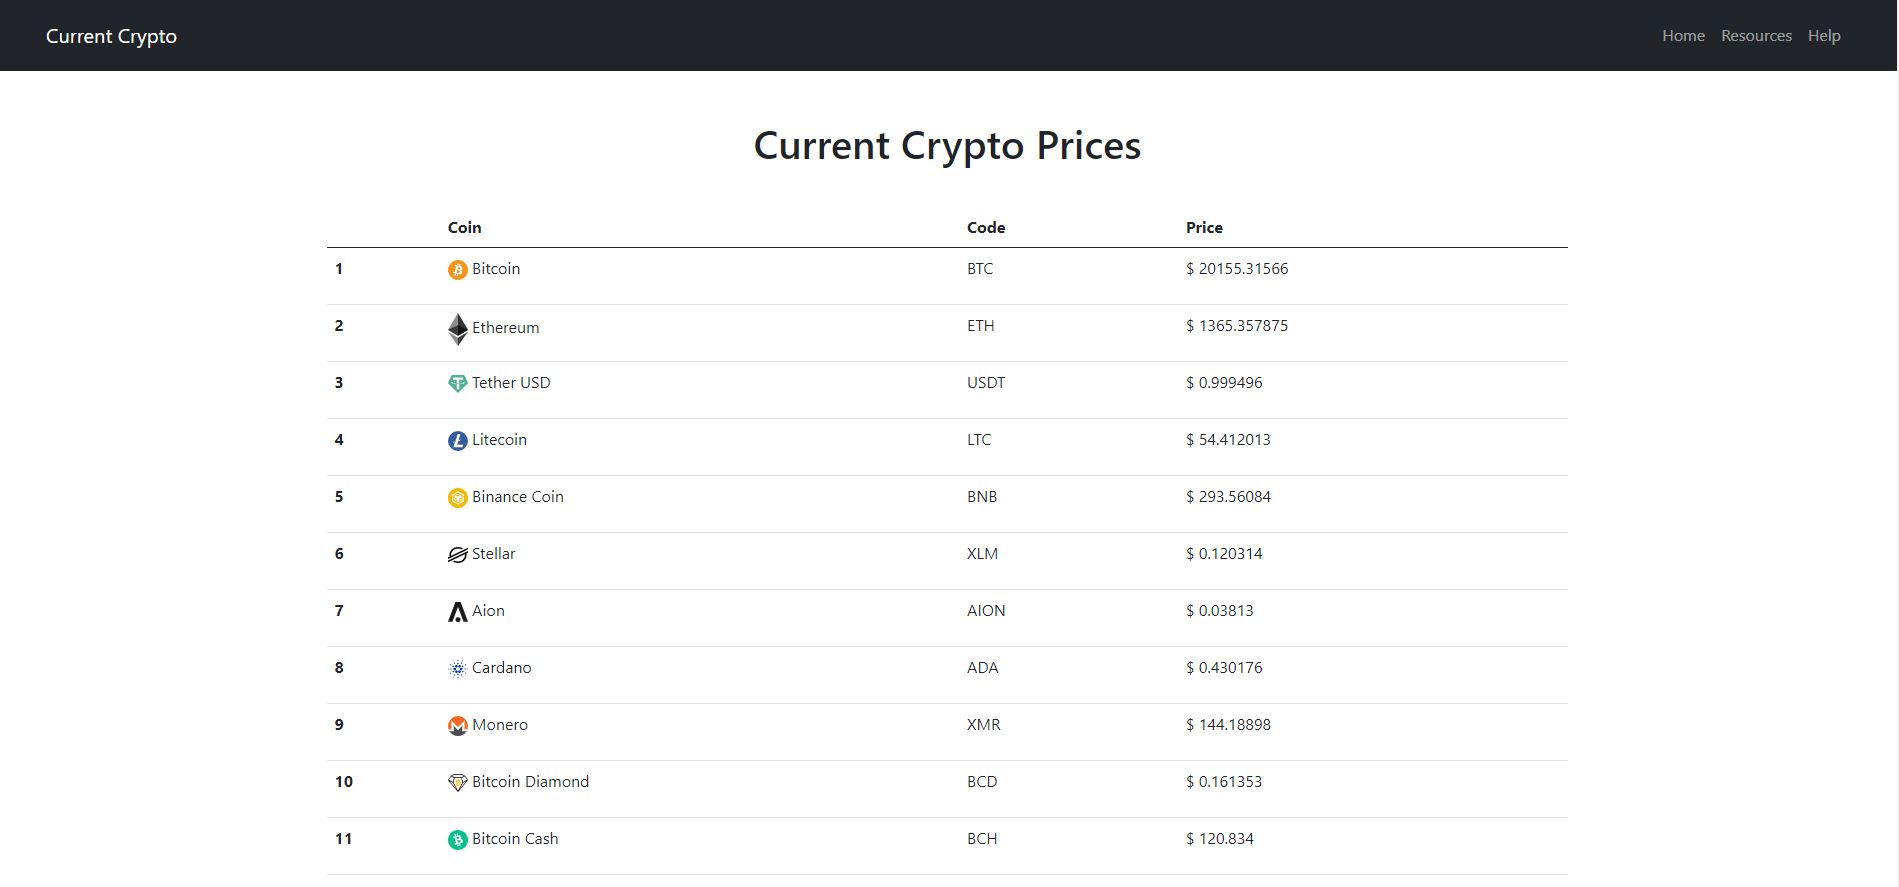 Current Crypto Home Resources Help
Current Crypto Prices
Coin Code Price
1 Bitcoin BTC $ 20155.31566
2 Ethereum ETH $ 1365.357875
3 Tether USD USDT $ 0.999496
4 Litecoin LTC $ 54.412013
5 Binance Coin BNB $ 293.56084
6 Stellar XLM $ 0.120314
7 Aion AION $ 0.03813
8 Cardano ADA $ 0.430176
9 Monero XMR $ 144.18898
10 Bitcoin Diamond BCD $ 0.161353
11 Bitcoin Cash BCH $ 120.834